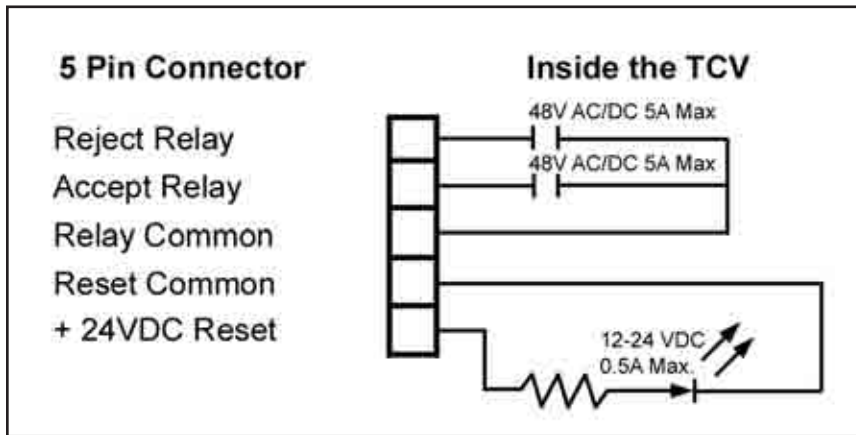 5 Pin Connector
Inside the TCV
Reject Relay
Accept Relay
Relay Common
Reset Common
+ 24VDC Reset
48V AC/DC 5A Max
48V AC/DC 5A Max
12-24 VDC
0.5A Max.